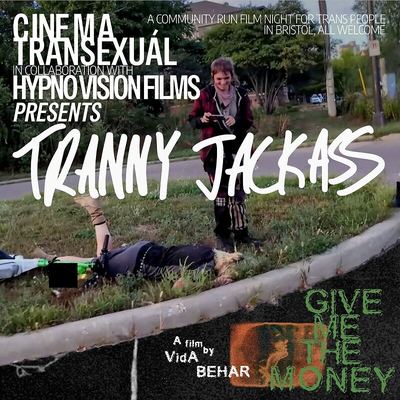 CINEMA
TRANSEXUÁL
IN COLLABORATION WITH
HYPNO VISION FILMS
PRESENTS
A COMMUNITY RUN FILM NIGHT FOR TRANS PEOPLE
IN BRISTOL, ALL WELCOME
TRANNY JACKASS
A film
by
VidA
BEHAR
GIVE
ME
THE
MONEY